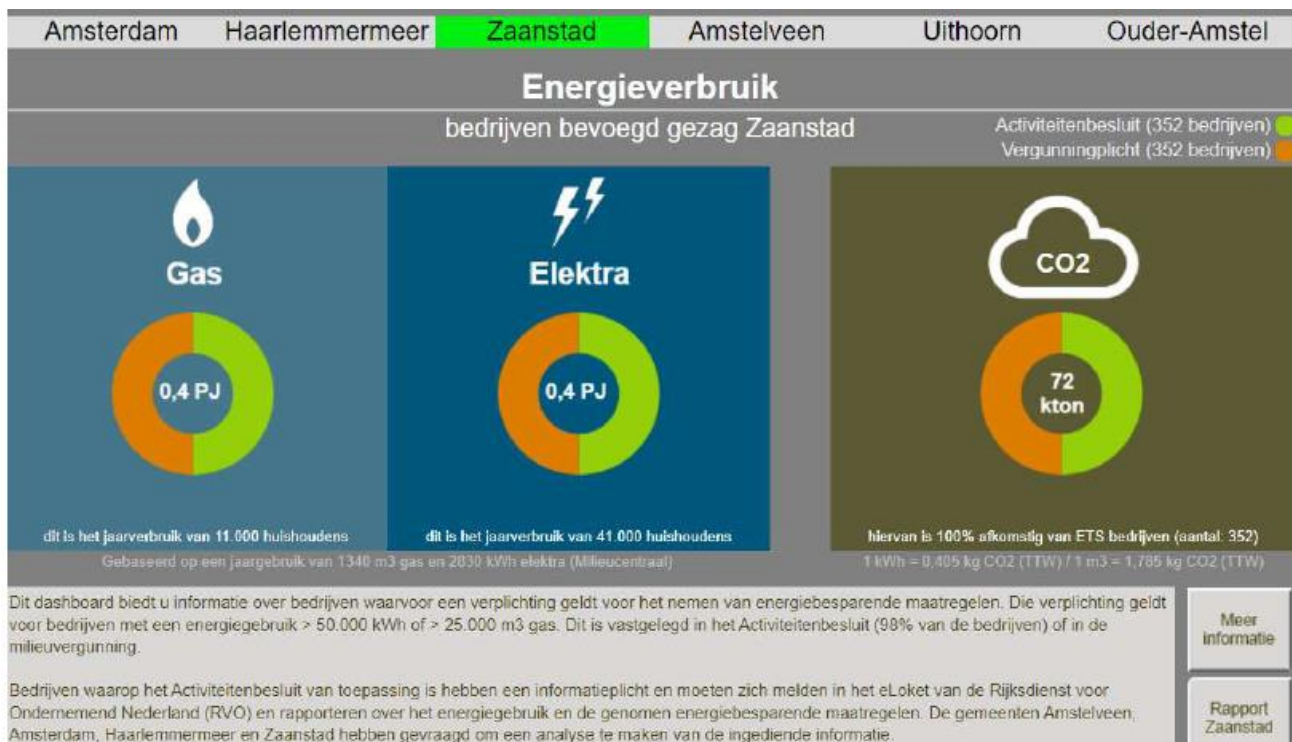 Amsterdam Haarlemmermeer Zaanstad Amstelveen Uithoorn Ouder-Amstel
Energieverbruik
bedrijven bevoegd gezag Zaanstad
Activiteitenbesluit (352 bedrijven)
Vergunningplicht (352 bedrijven)
Gas
0,4 PJ
dit is het jaarverbruik van 11.000 huishoudens
Elektra
0,4 PJ
dit is het jaarverbruik van 41.000 huishoudens
Gebaseerd op een jaargebruik van 1340 m3 gas en 2830 kWh elektra (Milieucentraal)
CO2
72
kton
hiervan is 100% afkomstig van ETS bedrijven (aantal: 352)
1 kWh = 0,405 kg CO2 (TTW) / 1 m3 = 1,785 kg CO2 (TTW)
Dit dashboard biedt u informatie over bedrijven waarvoor een verplichting geldt voor het nemen van energiebesparende maatregelen. Die verplichting geldt
voor bedrijven met een energiegebruik > 50.000 kWh of > 25.000 m3 gas. Dit is vastgelegd in het Activiteitenbesluit (98% van de bedrijven) of in de
milieuvergunning.
Bedrijven waarop het Activiteitenbesluit van toepassing is hebben een informatieplicht en moeten zich melden in het eLoket van de Rijksdienst voor
Ondernemend Nederland (RVO) en rapporteren over het energiegebruik en de genomen energiebesparende maatregelen. De gemeenten Amstelveen,
Amsterdam, Haarlemmermeer en Zaanstad hebben gevraagd om een analyse te maken van de ingediende informatie.
Meer
informatie
Rapport
Zaanstad